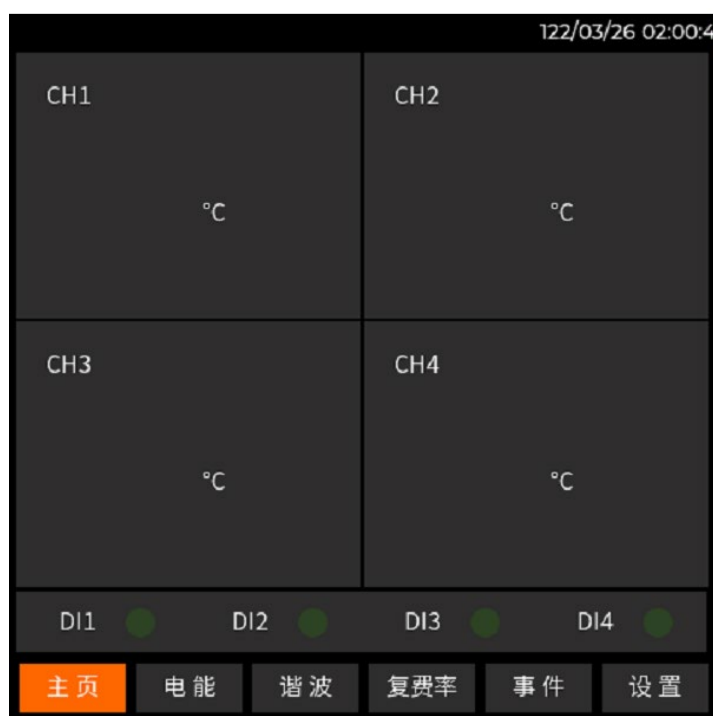 122/03/26 02:00:4
CH1 CH2
°C °C
CH3 CH4
°C °C
DI1 DI2 DI3 DI4
主页 电能 谐波 复费率 事件 设置